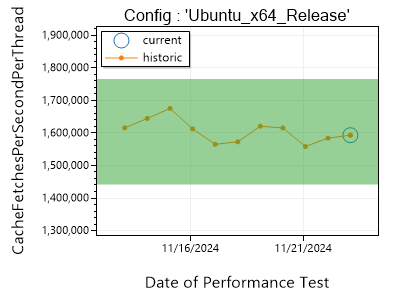 Config : 'Ubuntu_x64_Release'
CacheFetchesPerSecondPerThread
1,900,000
1,800,000
1,700,000
1,600,000
1,500,000
1,400,000
1,300,000
current
historic
11/16/2024 11/21/2024
Date of Performance Test